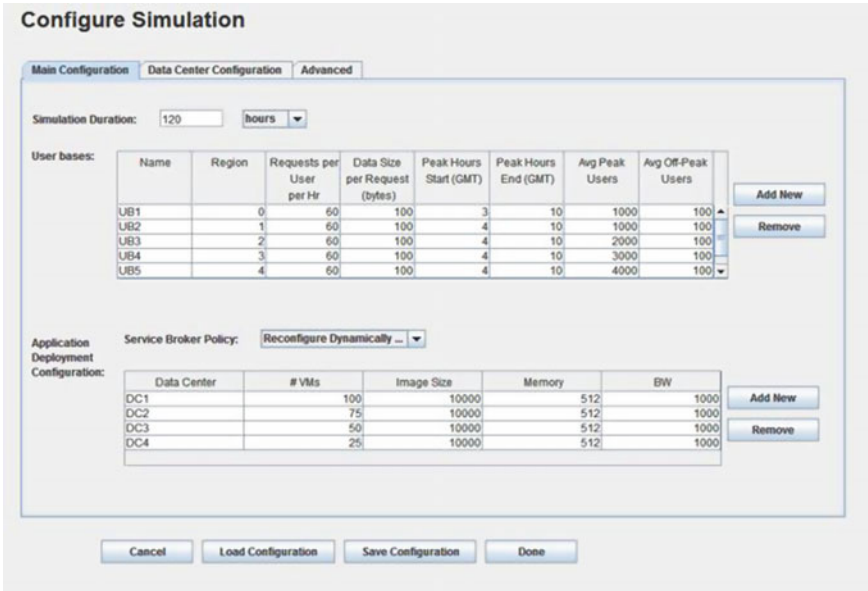 Configure Simulation
Main Configuration Data Center Configuration Advanced
Simulation Duration: 120 hours
User bases:
Name Region Requests per User per Hr Data Size per Request (bytes) Peak Hours Start (GMT) Peak Hours End (GMT) Avg Peak Users Avg Off-Peak Users
UB1 0 60 100 3 10 1000 100
UB2 1 60 100 4 10 1000 100
UB3 2 60 100 4 10 2000 100
UB4 3 60 100 4 10 3000 100
UB5 4 60 100 4 10 4000 100
Add New
Remove
Application Deployment Configuration:
Service Broker Policy: Reconfigure Dynamically ...
Data Center # VMs Image Size Memory BW
DC1 100 10000 512 1000
DC2 75 10000 512 1000
DC3 50 10000 512 1000
DC4 25 10000 512 1000
Add New
Remove
Cancel Load Configuration Save Configuration Done